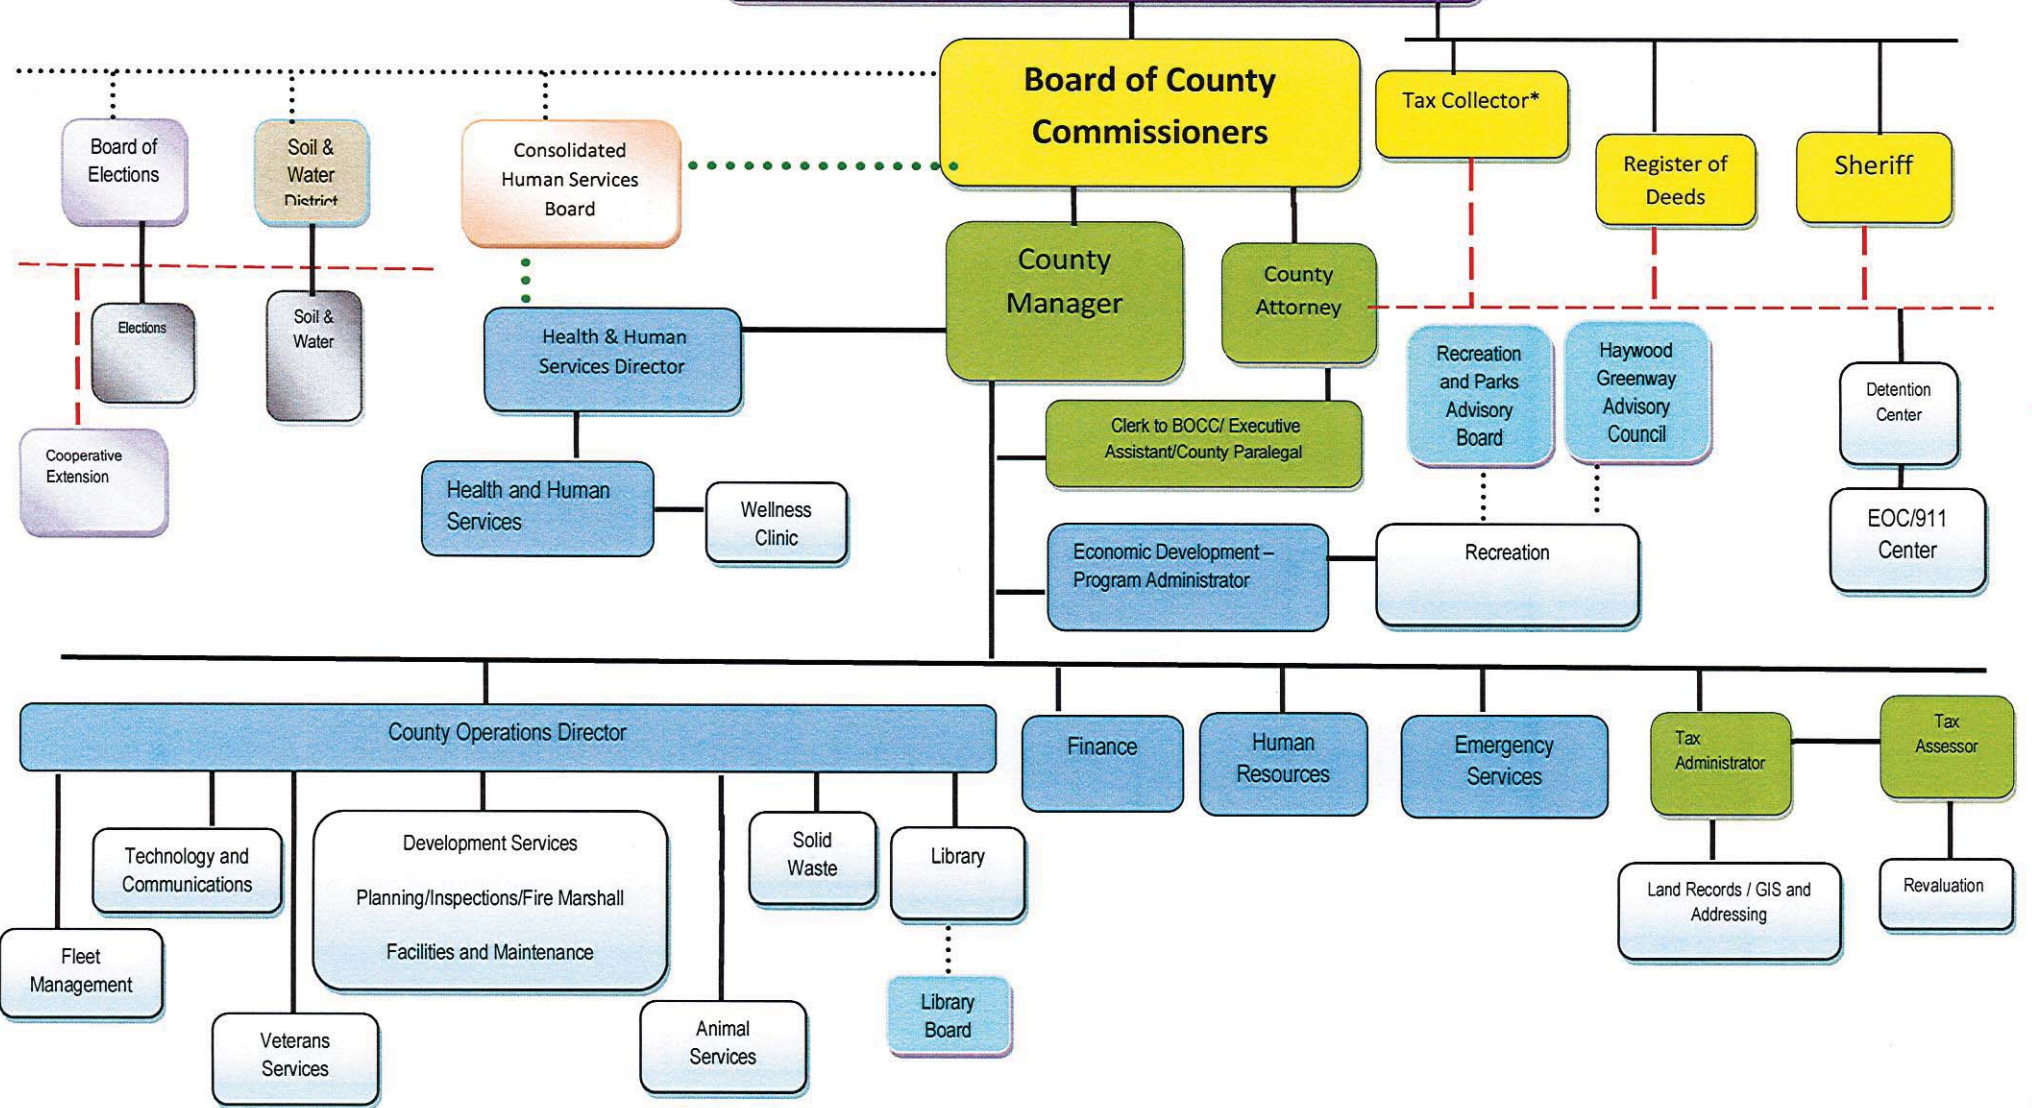 Board of County
Commissioners
Tax Collector*
Register of
Deeds
Sheriff
Board of
Elections
Soil &
Water
District
Consolidated
Human Services
Board
County
Manager
County
Attorney
Elections
Soil &
Water
Health & Human
Services Director
Recreation
and Parks
Advisory
Board
Haywood
Greenway
Advisory
Council
Detention
Center
Cooperative
Extension
Clerk to BOCC/ Executive
Assistant/County Paralegal
Health and Human
Services
Wellness
Clinic
EOC/911
Center
Economic Development –
Program Administrator
Recreation
County Operations Director
Finance
Human
Resources
Emergency
Services
Tax
Administrator
Tax
Assessor
Technology and
Communications
Development Services
Planning/Inspections/Fire Marshall
Facilities and Maintenance
Solid
Waste
Library
Land Records / GIS and
Addressing
Revaluation
Fleet
Management
Veterans
Services
Animal
Services
Library
Board